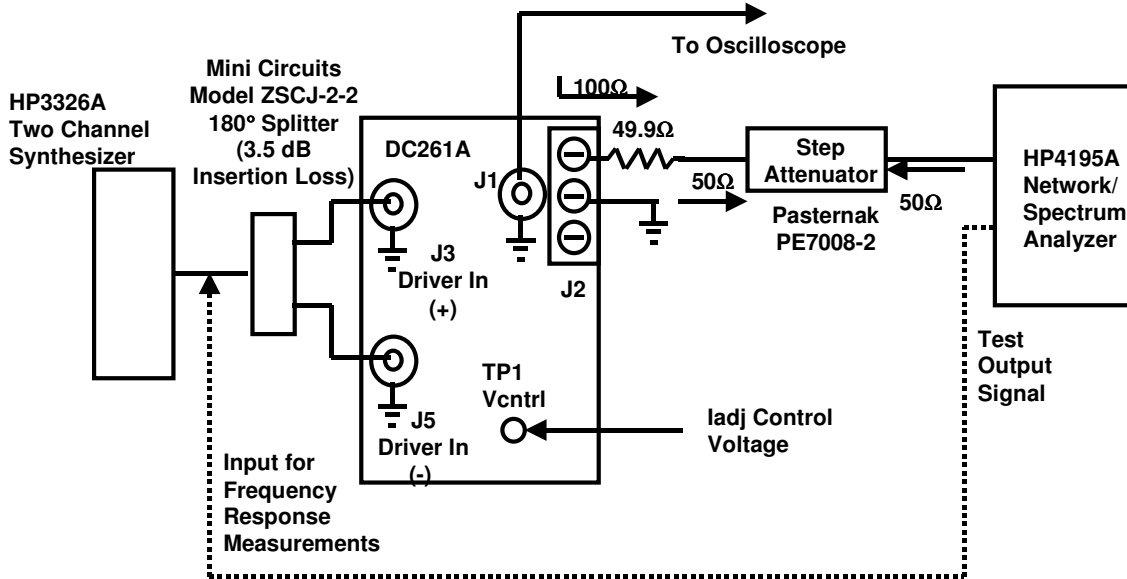 To Oscilloscope
Mini Circuits
Model ZSCJ-2-2
180° Splitter
(3.5 dB
Insertion Loss)
HP3326A
Two Channel
Synthesizer
100Ω
49.9Ω
DC261A
J1
J2
Step
Attenuator
50Ω
50Ω
Pasternak
PE7008-2
HP4195A
Network/
Spectrum
Analyzer
J3
Driver In
(+)
TP1
Vcntrl
J5
Driver In
(-)
Iadj Control
Voltage
Test
Output
Signal
Input for
Frequency
Response
Measurements